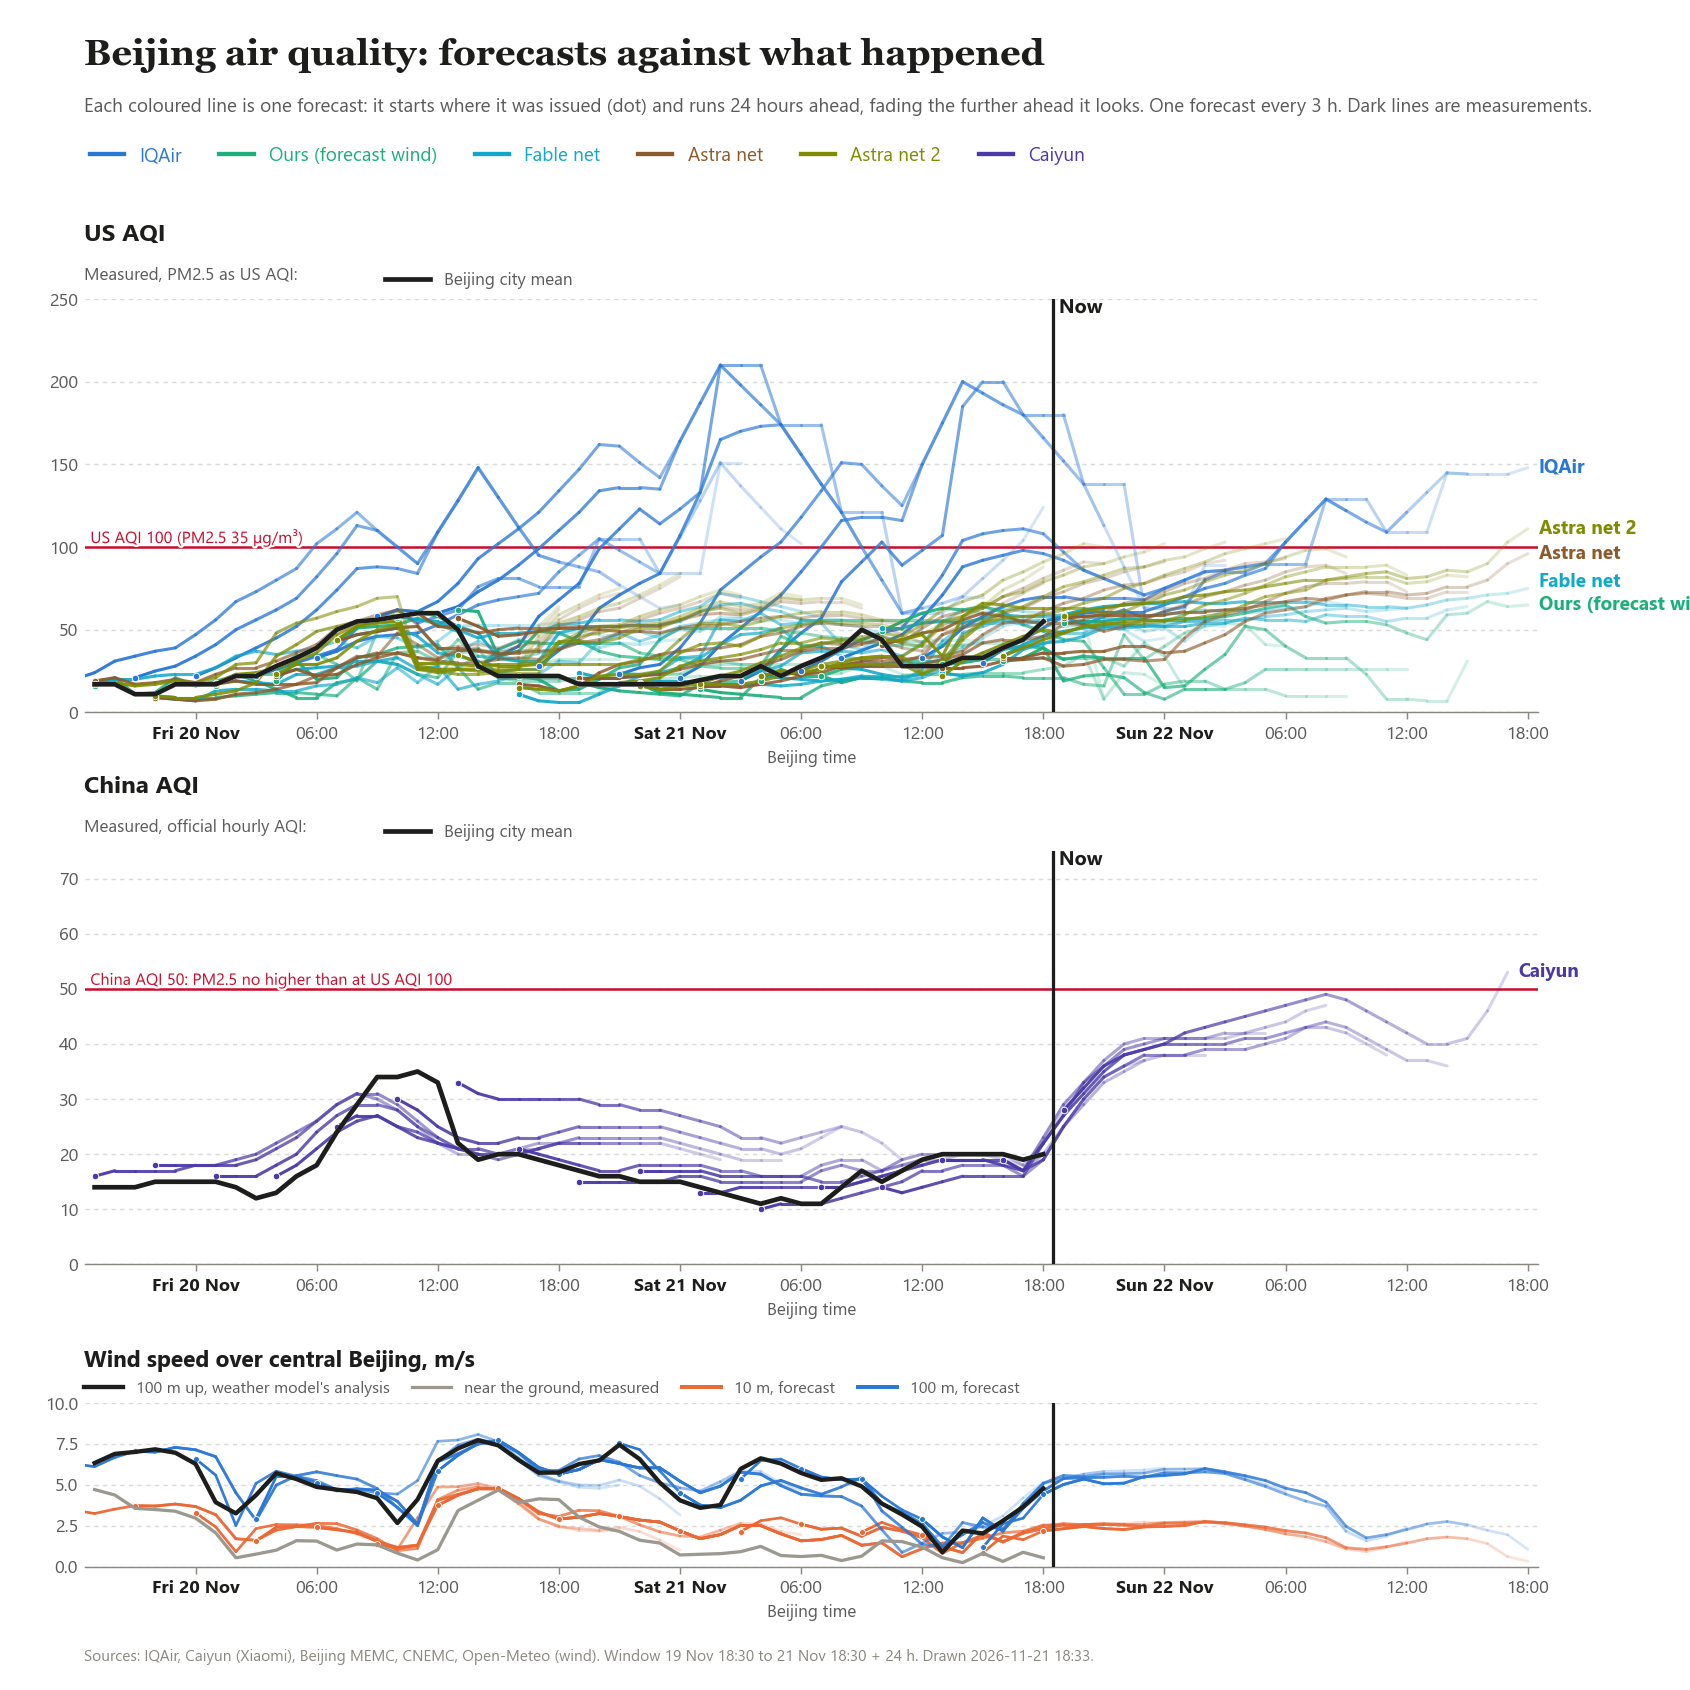 Beijing air quality: forecasts against what happened
Each coloured line is one forecast: it starts where it was issued (dot) and runs 24 hours ahead, fading the further ahead it looks. One forecast every 3 h. Dark lines are measurements.
IQAir Ours (forecast wind) Fable net Astra net Astra net 2 Caiyun
US AQI
Measured, PM2.5 as US AQI: Beijing city mean
250
Now
200
150
IQAir
US AQI 100 (PM2.5 35 µg/m³)
100
Astra net 2
Astra net
Fable net
Ours (forecast wi
50
0
Fri 20 Nov 06:00 12:00 18:00 Sat 21 Nov 06:00 12:00 18:00 Sun 22 Nov 06:00 12:00 18:00
Beijing time
China AQI
Measured, official hourly AQI: Beijing city mean
Now
70
60
Caiyun
China AQI 50: PM2.5 no higher than at US AQI 100
50
40
30
20
10
0
Fri 20 Nov 06:00 12:00 18:00 Sat 21 Nov 06:00 12:00 18:00 Sun 22 Nov 06:00 12:00 18:00
Beijing time
Wind speed over central Beijing, m/s
100 m up, weather model's analysis near the ground, measured 10 m, forecast 100 m, forecast
10.0
7.5
5.0
2.5
0.0
Fri 20 Nov 06:00 12:00 18:00 Sat 21 Nov 06:00 12:00 18:00 Sun 22 Nov 06:00 12:00 18:00
Beijing time
Sources: IQAir, Caiyun (Xiaomi), Beijing MEMC, CNEMC, Open-Meteo (wind). Window 19 Nov 18:30 to 21 Nov 18:30 + 24 h. Drawn 2026-11-21 18:33.